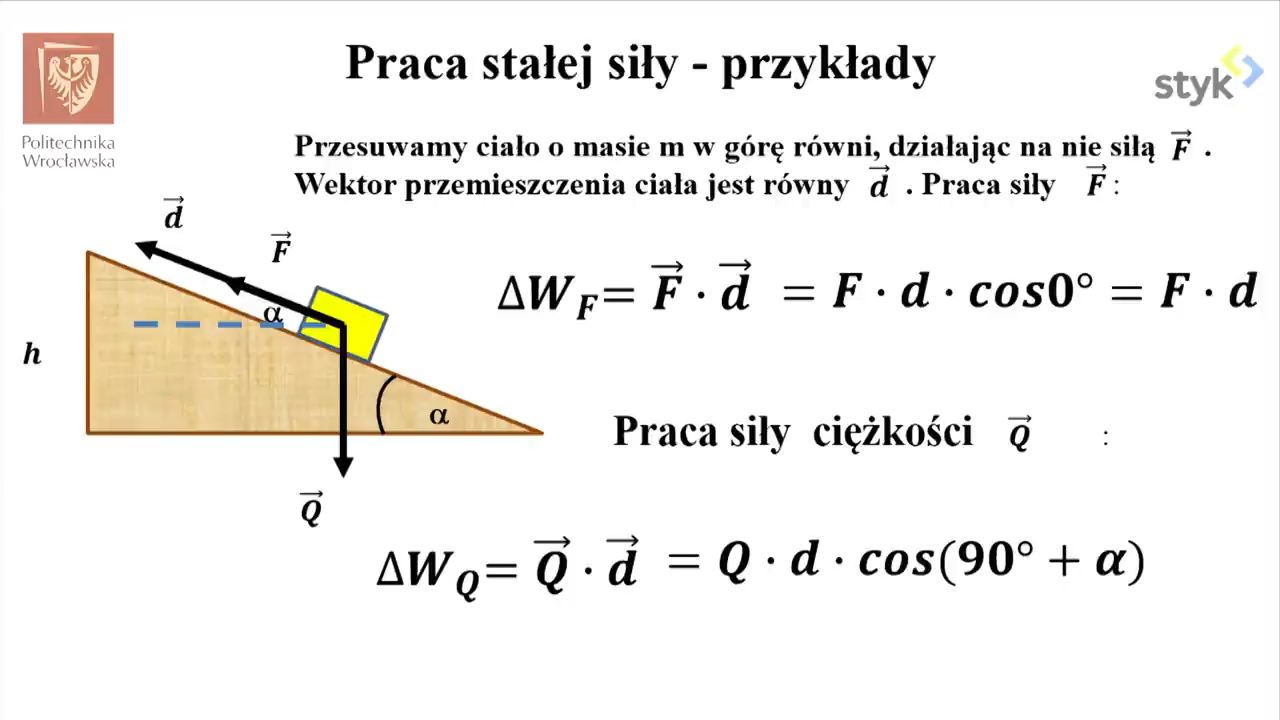 Praca stałej siły - przykłady
styk
Politechnika
Wrocławska
Przesuwamy ciało o masie m w górę równi, działając na nie siłą F⃗ .
Wektor przemieszczenia ciała jest równy d⃗ . Praca siły F⃗ :
d⃗
F⃗
ΔW_F = F⃗ · d⃗ = F · d · cos0° = F · d
α
h
α
Praca siły ciężkości Q⃗ :
Q⃗
ΔW_Q = Q⃗ · d⃗ = Q · d · cos(90° + α)